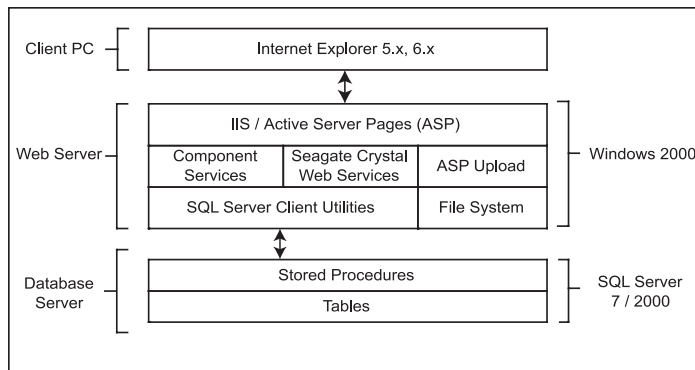 Client PC
Internet Explorer 5.x, 6.x
Web Server
IIS / Active Server Pages (ASP)
Component
Services
Seagate Crystal
Web Services
ASP Upload
SQL Server Client Utilities
File System
Windows 2000
Database
Server
Stored Procedures
Tables
SQL Server
7 / 2000